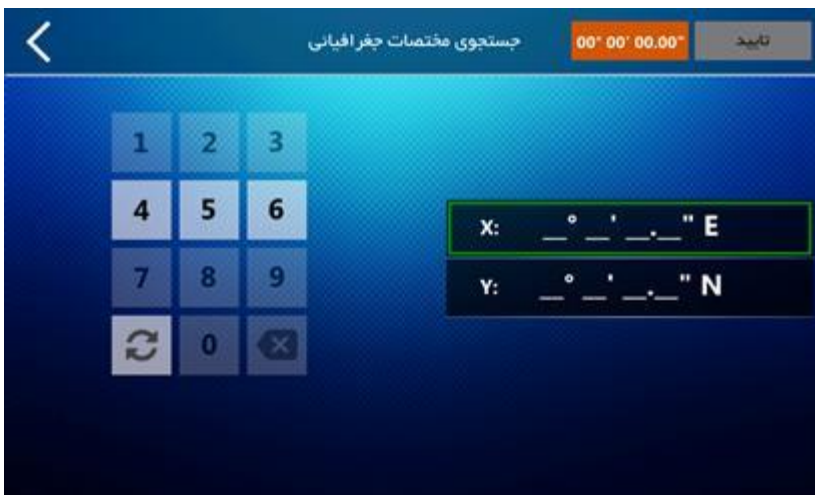 جستجوی مختصات جغرافیائی
00° 00' 00.00"
تایید
1 2 3
4 5 6
7 8 9
0
X: __° __' __.__" E
Y: __° __' __.__" N